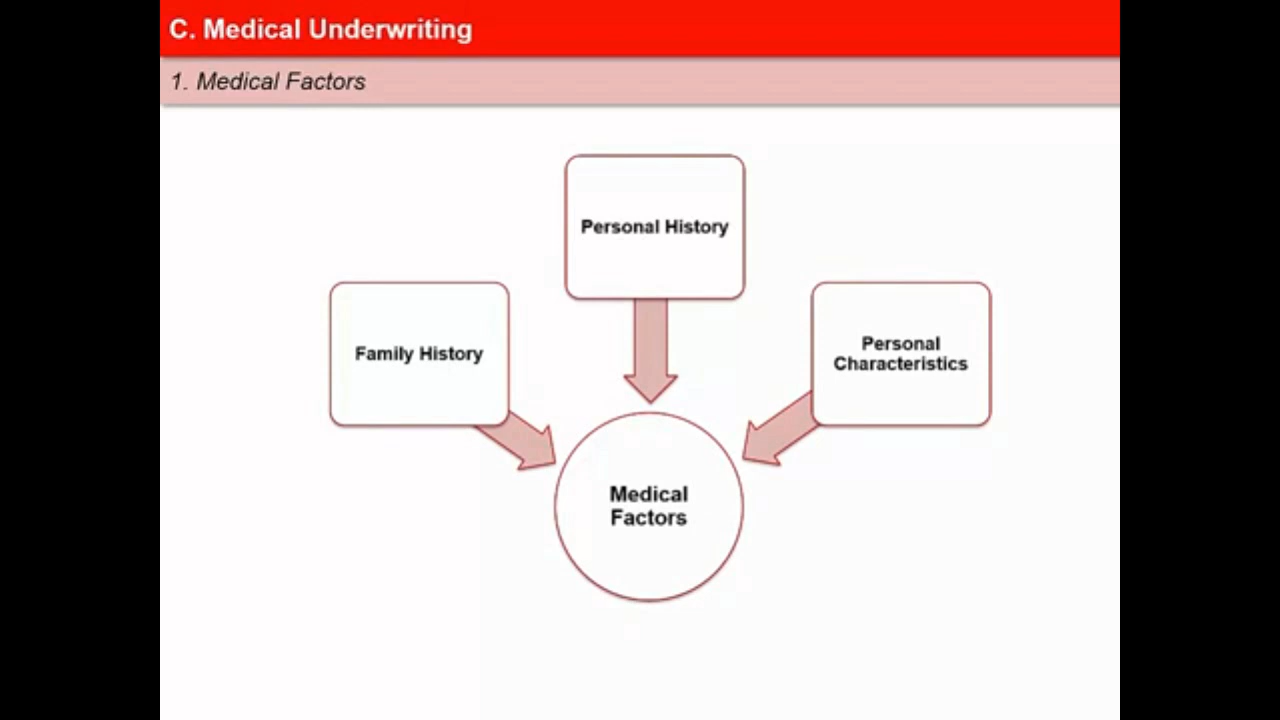 C. Medical Underwriting
1. Medical Factors
Personal History
Family History
Personal
Characteristics
Medical
Factors